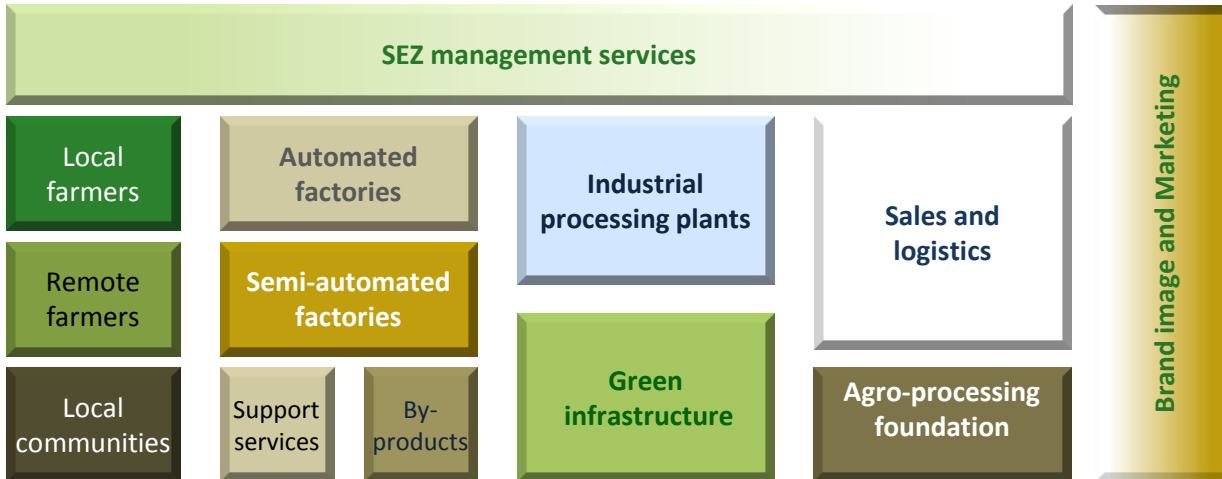 SEZ management services
Local
farmers
Automated
factories
Industrial
processing plants
Sales and
logistics
Remote
farmers
Semi-automated
factories
Green
infrastructure
Local
communities
Support
services
By-
products
Agro-processing
foundation
Brand image and Marketing